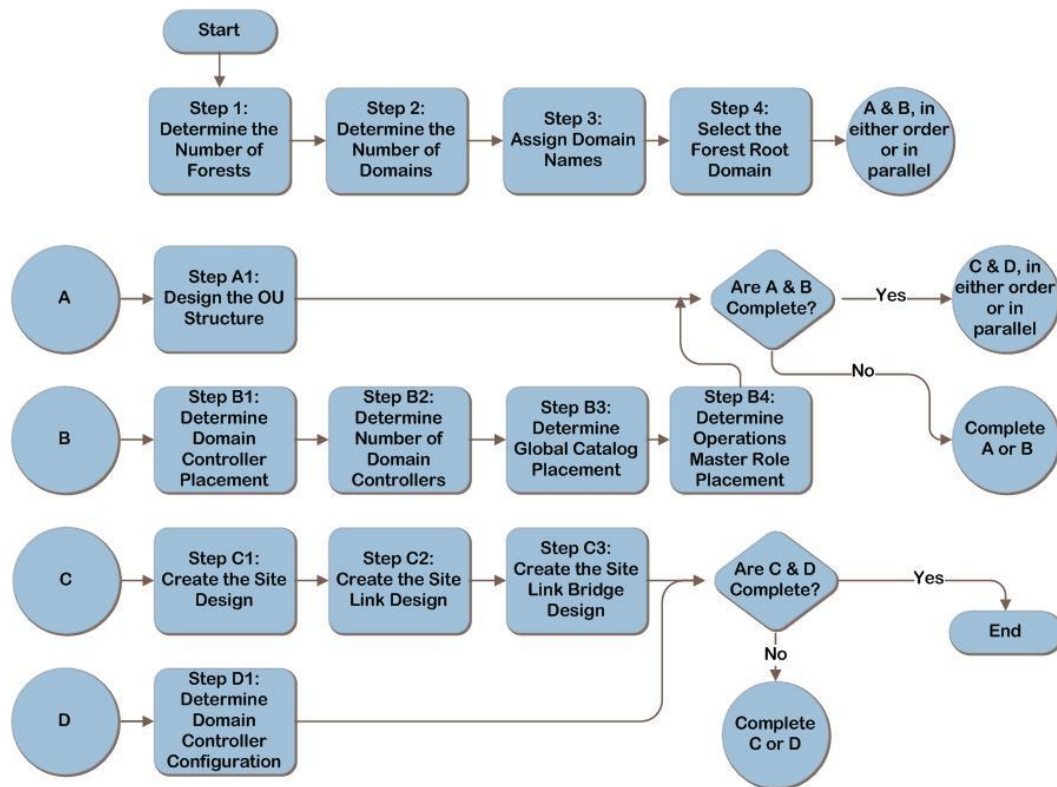 Start
Step 1:
Determine the
Number of
Forests
Step 2:
Determine the
Number of
Domains
Step 3:
Assign Domain
Names
Step 4:
Select the
Forest Root
Domain
A & B, in
either order
or in
parallel
A
Step A1:
Design the OU
Structure
Are A & B
Complete?
Yes
C & D, in
either order
or in
parallel
No
Complete
A or B
B
Step B1:
Determine
Domain
Controller
Placement
Step B2:
Determine
Number of
Domain
Controllers
Step B3:
Determine
Global Catalog
Placement
Step B4:
Determine
Operations
Master Role
Placement
C
Step C1:
Create the Site
Design
Step C2:
Create the Site
Link Design
Step C3:
Create the Site
Link Bridge
Design
Are C & D
Complete?
Yes
End
No
Complete
C or D
D
Step D1:
Determine
Domain
Controller
Configuration